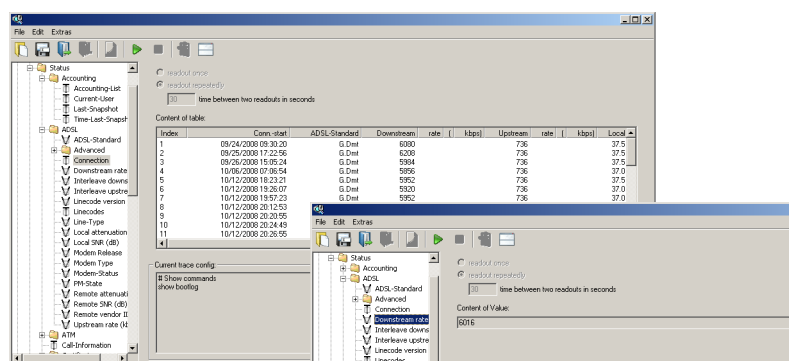 File Edit Extras
Status
Accounting
Accounting-List
Current-User
Last-Snapshot
Time-Last-Snapsh
ADSL
ADSL-Standard
Advanced
Connection
Downstream rate
Interleave downs
Interleave upstre
Linecode version
Linecodes
Line-Type
Local attenuation
Local SNR (dB)
Modem Release
Modem Type
Modem-Status
PM-State
Remote attenuati
Remote SNR (dB)
Remote vendor II
Upstream rate (kb
ATM
Call-Information
readout once
readout repeatedly
30 time between two readouts in seconds
Content of table:
Index Conn.-start ADSL-Standard Downstream rate [ kbps] Upstream rate [ kbps] Local
1 09/24/2008 09:30:20 G.Dmt 6080 736 37.5
2 09/25/2008 17:22:56 G.Dmt 6208 736 37.5
3 09/26/2008 15:05:24 G.Dmt 5984 736 37.5
4 10/06/2008 07:06:54 G.Dmt 5856 736 37.0
5 10/12/2008 18:23:21 G.Dmt 5952 736 37.5
6 10/12/2008 19:26:07 G.Dmt 5920 736 37.0
7 10/12/2008 19:57:23 G.Dmt 5952 736 37.0
8 10/12/2008 20:12:53
9 10/12/2008 20:20:55
10 10/12/2008 20:24:49
11 10/12/2008 20:26:55
Current trace config:
# Show commands
show bootlog
File Edit Extras
Status
Accounting
ADSL
ADSL-Standard
Advanced
Connection
Downstream rate
Interleave downs
Interleave upstre
Linecode version
Linecodes
readout once
readout repeatedly
30 time between two readouts in seconds
Content of Value:
6016